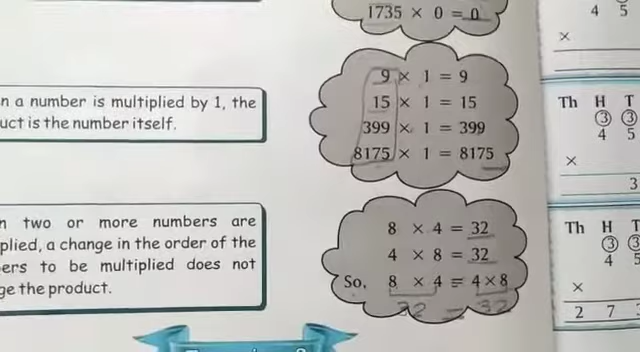 1735 × 0 = 0
9 × 1 = 9
n a number is multiplied by 1, the
15 × 1 = 15
uct is the number itself.
399 × 1 = 399
8175 × 1 = 8175
n two or more numbers are
8 × 4 = 32
plied, a change in the order of the
4 × 8 = 32
ers to be multiplied does not
So, 8 × 4 = 4 × 8
ge the product.
32 = 32
4 5
×
Th H T
3 3
4 5
×
3
Th H T
3 3
4 5
×
2 7